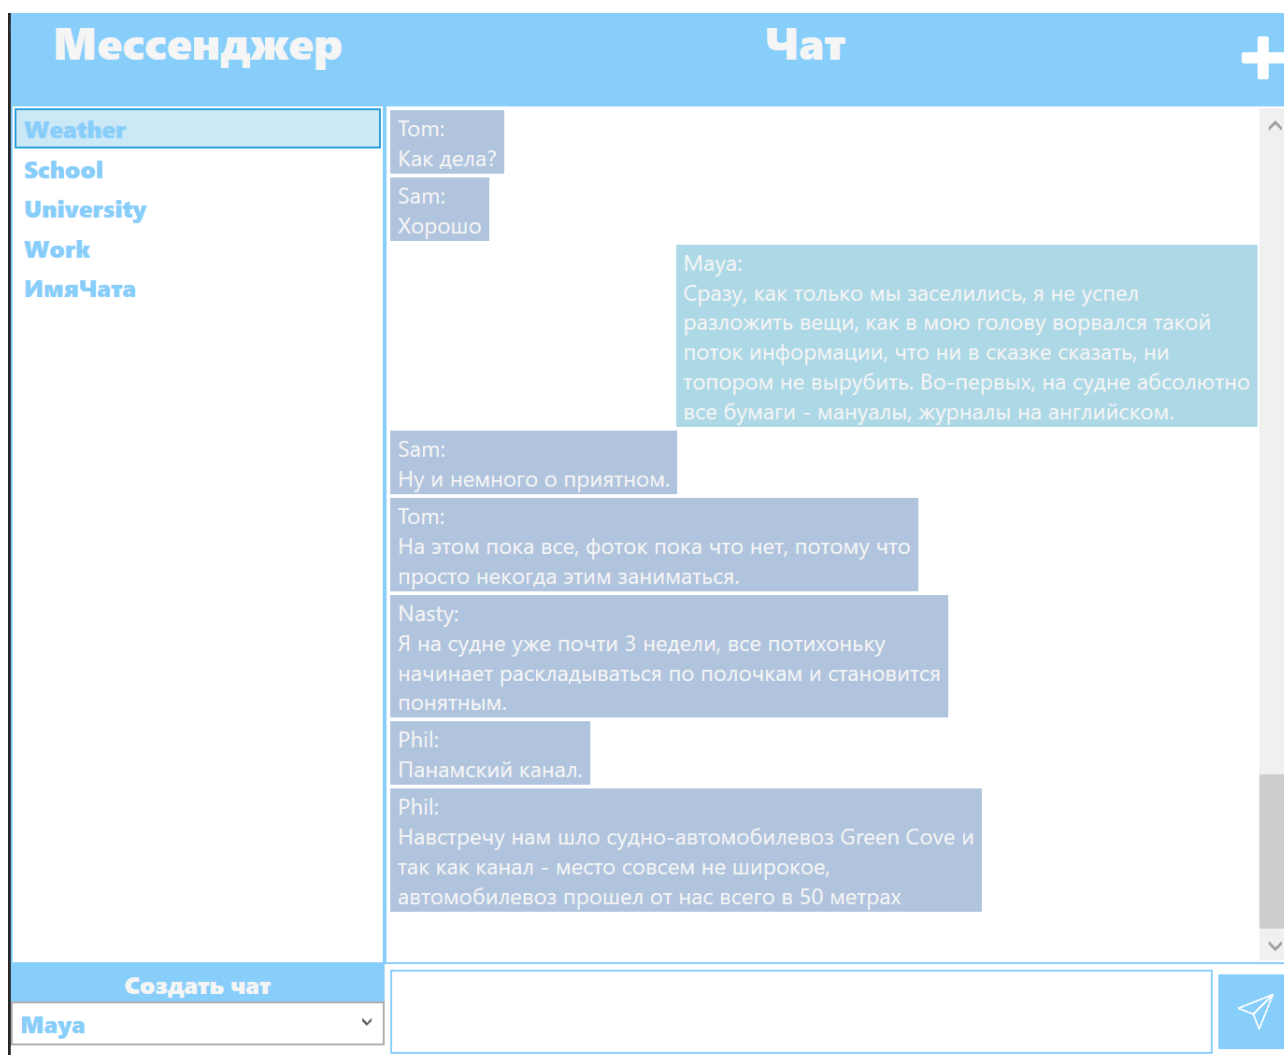 Мессенджер
Чат
Weather
School
University
Work
ИмяЧата
Tom:
Как дела?
Sam:
Хорошо
Maya:
Сразу, как только мы заселились, я не успел
разложить вещи, как в мою голову ворвался такой
поток информации, что ни в сказке сказать, ни
топором не вырубить. Во-первых, на судне абсолютно
все бумаги - мануалы, журналы на английском.
Sam:
Ну и немного о приятном.
Tom:
На этом пока все, фоток пока что нет, потому что
просто некогда этим заниматься.
Nasty:
Я на судне уже почти 3 недели, все потихоньку
начинает раскладываться по полочкам и становится
понятным.
Phil:
Панамский канал.
Phil:
Навстречу нам шло судно-автомобилевоз Green Cove и
так как канал - место совсем не широкое,
автомобилевоз прошел от нас всего в 50 метрах
Создать чат
Maya